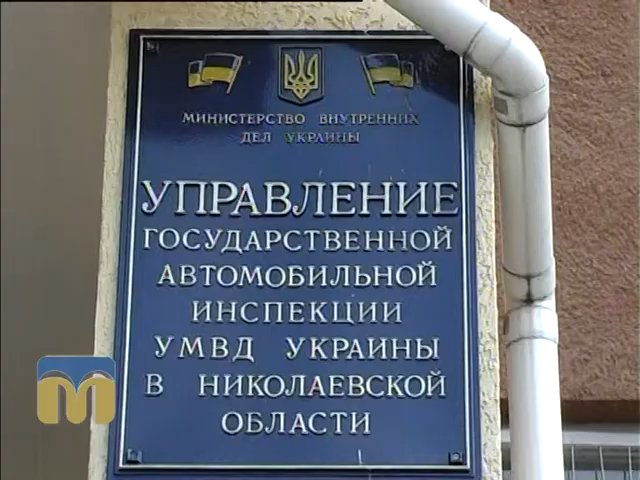 МИНИСТЕРСТВО ВНУТРЕННИХ
ДЕЛ УКРАИНЫ
УПРАВЛЕНИЕ
ГОСУДАРСТВЕННОЙ
АВТОМОБИЛЬНОЙ
ИНСПЕКЦИИ
УМВД УКРАИНЫ
В НИКОЛАЕВСКОЙ
ОБЛАСТИ